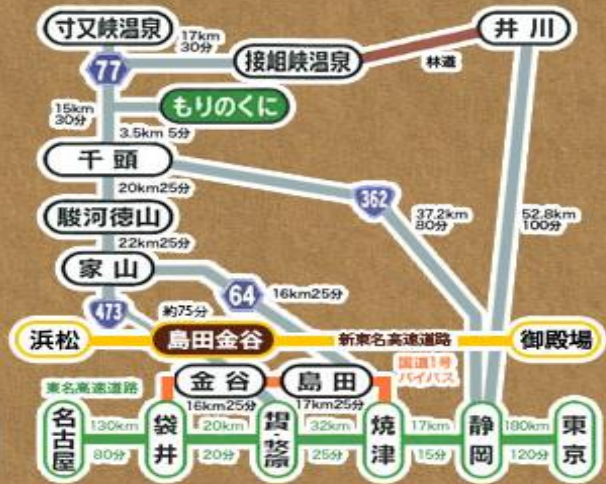 寸又峡温泉
17km
30分
井川
77
接岨峡温泉
林道
15km
30分
もりのくに
3.5km 5分
千頭
20km25分
362
37.2km
80分
52.8km
100分
駿河徳山
22km25分
家山
64
16km25分
473
約75分
浜松
島田金谷
新東名高速道路
御殿場
国道1号
バイパス
東名高速道路
金谷
島田
16km25分
17km25分
名古屋
130km
80分
袋井
20km
20分
相良・牧之原
32km
25分
焼津
17km
15分
静岡
180km
120分
東京